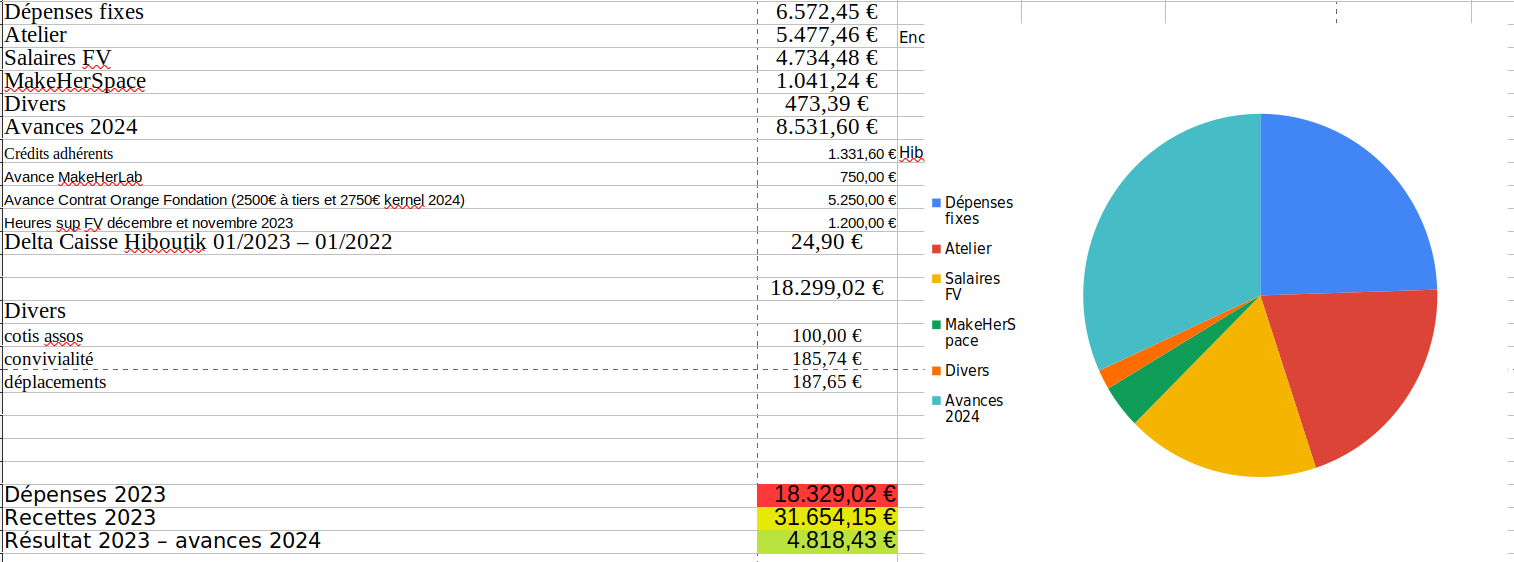 Dépenses fixes 6.572,45 €
Atelier 5.477,46 € Enc
Salaires FV 4.734,48 €
MakeHerSpace 1.041,24 €
Divers 473,39 €
Avances 2024 8.531,60 €
Crédits adhérents 1.331,60 € Hib
Avance MakeHerLab 750,00 €
Avance Contrat Orange Fondation (2500€ à tiers et 2750€ kernel 2024) 5.250,00 €
Heures sup FV décembre et novembre 2023 1.200,00 €
Delta Caisse Hiboutik 01/2023 – 01/2022 24,90 €
18.299,02 €
Divers
cotis assos 100,00 €
convivialité 185,74 €
déplacements 187,65 €
Dépenses 2023 18.329,02 €
Recettes 2023 31.654,15 €
Résultat 2023 – avances 2024 4.818,43 €
Dépenses
fixes
Atelier
Salaires
FV
MakeHerS
pace
Divers
Avances
2024